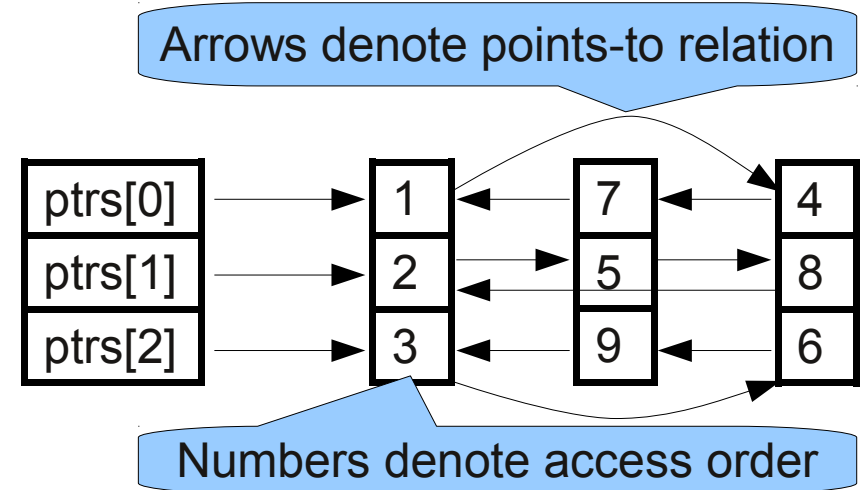 Arrows denote points-to relation
ptrs[0] 1 7 4
ptrs[1] 2 5 8
ptrs[2] 3 9 6
Numbers denote access order